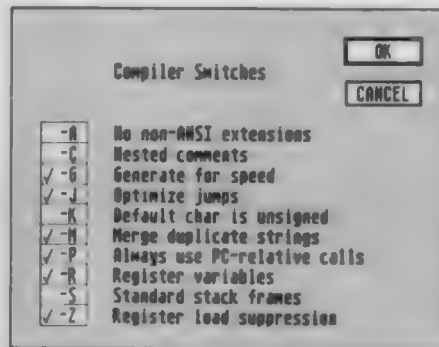 OK
Compiler Switches
CANCEL
-A No non-ANSI extensions
-C Nested comments
✓ -G Generate for speed
✓ -J Optimize jumps
-K Default char is unsigned
✓ -M Merge duplicate strings
✓ -P Always use PC-relative calls
✓ -R Register variables
-S Standard stack frames
✓ -Z Register load suppression